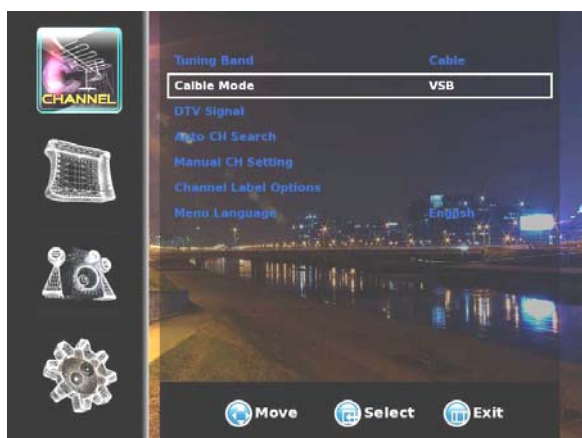 CHANNEL
Tuning Band Cable
Calble Mode VSB
DTV Signal
Auto CH Search
Manual CH Setting
Channel Label Options
Menu Language English
Move Select Exit